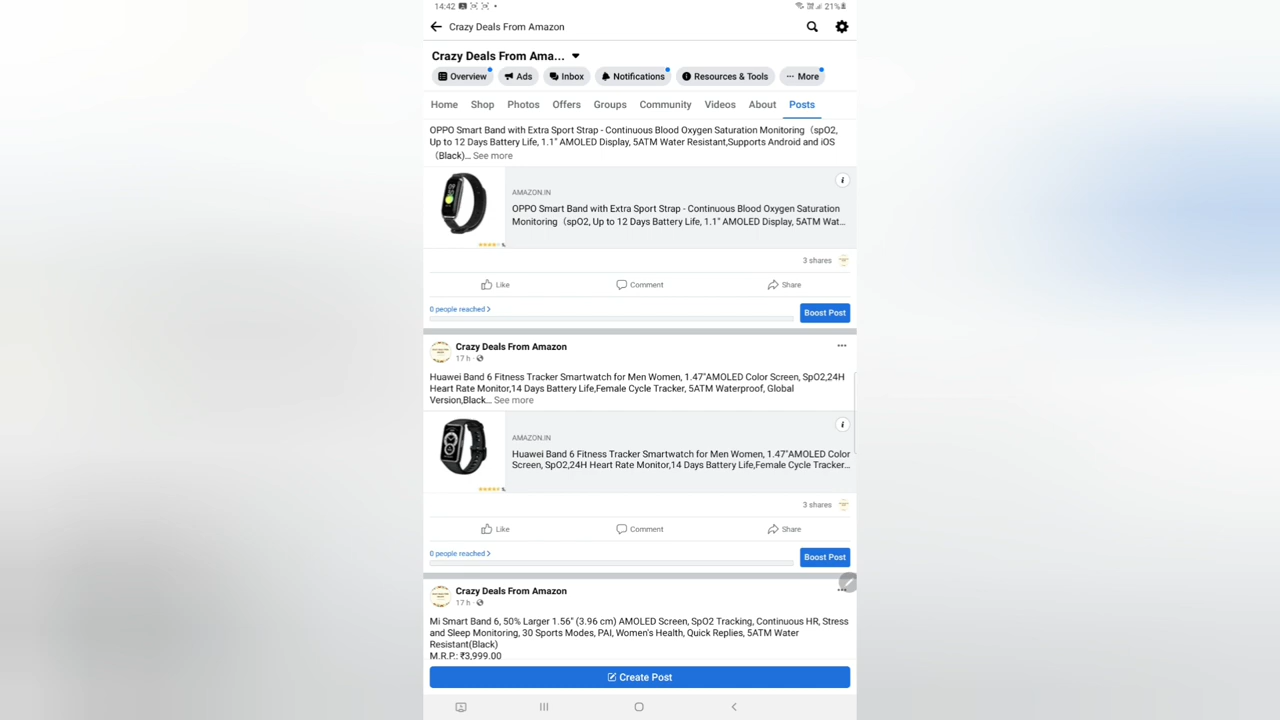 14:42
21%
Crazy Deals From Amazon
Crazy Deals From Ama...
Overview
Ads
Inbox
Notifications
Resources & Tools
More
Home
Shop
Photos
Offers
Groups
Community
Videos
About
Posts
OPPO Smart Band with Extra Sport Strap - Continuous Blood Oxygen Saturation Monitoring（spO2,
Up to 12 Days Battery Life, 1.1" AMOLED Display, 5ATM Water Resistant,Supports Android and iOS
（Black)... See more
AMAZON.IN
OPPO Smart Band with Extra Sport Strap - Continuous Blood Oxygen Saturation
Monitoring（spO2, Up to 12 Days Battery Life, 1.1" AMOLED Display, 5ATM Wat...
3 shares
Like
Comment
Share
0 people reached
Boost Post
Crazy Deals From Amazon
17 h
Huawei Band 6 Fitness Tracker Smartwatch for Men Women, 1.47"AMOLED Color Screen, SpO2,24H
Heart Rate Monitor,14 Days Battery Life,Female Cycle Tracker, 5ATM Waterproof, Global
Version,Black... See more
AMAZON.IN
Huawei Band 6 Fitness Tracker Smartwatch for Men Women, 1.47"AMOLED Color
Screen, SpO2,24H Heart Rate Monitor,14 Days Battery Life,Female Cycle Tracker...
3 shares
Like
Comment
Share
0 people reached
Boost Post
Crazy Deals From Amazon
17 h
Mi Smart Band 6, 50% Larger 1.56" (3.96 cm) AMOLED Screen, SpO2 Tracking, Continuous HR, Stress
and Sleep Monitoring, 30 Sports Modes, PAI, Women's Health, Quick Replies, 5ATM Water
Resistant(Black)
M.R.P.: ₹3,999.00
Create Post